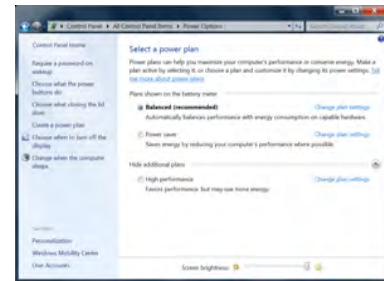 Control Panel
All Control Panel Items
Power Options
Control Panel Home
Require a password on
wakeup
Choose what the power
buttons do
Choose what closing the lid
does
Create a power plan
Choose when to turn off the
display
Change when the computer
sleeps
See also
Personalization
Windows Mobility Center
User Accounts
Select a power plan
Power plans can help you maximize your computer's performance or conserve energy. Make a
plan active by selecting it, or choose a plan and customize it by changing its power settings. Tell
me more about power plans
Plans shown on the battery meter
Balanced (recommended) Change plan settings
Automatically balances performance with energy consumption on capable hardware.
Power saver Change plan settings
Saves energy by reducing your computer's performance where possible.
Hide additional plans
High performance Change plan settings
Favors performance, but may use more energy.
Screen brightness: